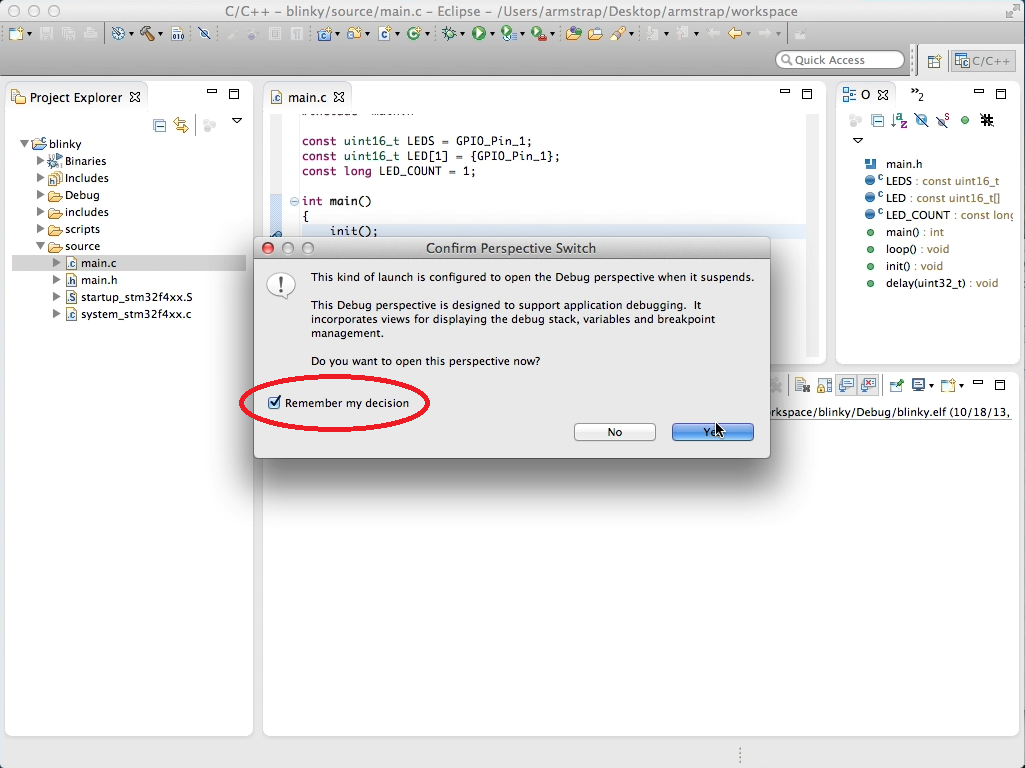 C/C++ – blinky/source/main.c – Eclipse – /Users/armstrap/Desktop/armstrap/workspace
Quick Access
C/C++
Project Explorer
blinky
Binaries
Includes
Debug
includes
scripts
source
main.c
main.h
startup_stm32f4xx.S
system_stm32f4xx.c
main.c
const uint16_t LEDS = GPIO_Pin_1;
const uint16_t LED[1] = {GPIO_Pin_1};
const long LED_COUNT = 1;
int main()
{
init();
Confirm Perspective Switch
This kind of launch is configured to open the Debug perspective when it suspends.
This Debug perspective is designed to support application debugging. It
incorporates views for displaying the debug stack, variables and breakpoint
management.
Do you want to open this perspective now?
Remember my decision
No
Yes
O
»2
main.h
LEDS : const uint16_t
LED : const uint16_t[]
LED_COUNT : const long
main() : int
loop() : void
init() : void
delay(uint32_t) : void
rkspace/blinky/Debug/blinky.elf (10/18/13,